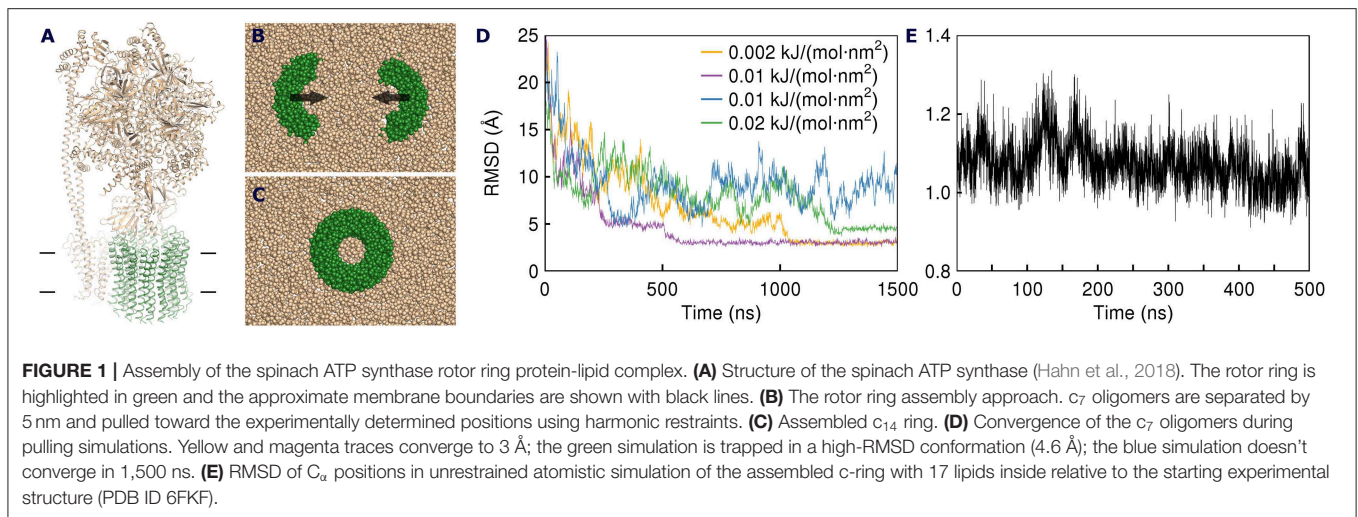 A
B
C
D
25
20
15
10
5
0
RMSD (Å)
0.002 kJ/(mol·nm²)
0.01 kJ/(mol·nm²)
0.01 kJ/(mol·nm²)
0.02 kJ/(mol·nm²)
0 500 1000 1500
Time (ns)
E
1.4
1.2
1.0
0.8
0 100 200 300 400 500
Time (ns)
FIGURE 1 | Assembly of the spinach ATP synthase rotor ring protein-lipid complex. (A) Structure of the spinach ATP synthase (Hahn et al., 2018). The rotor ring is
highlighted in green and the approximate membrane boundaries are shown with black lines. (B) The rotor ring assembly approach. c₇ oligomers are separated by
5 nm and pulled toward the experimentally determined positions using harmonic restraints. (C) Assembled c₁₄ ring. (D) Convergence of the c₇ oligomers during
pulling simulations. Yellow and magenta traces converge to 3 Å; the green simulation is trapped in a high-RMSD conformation (4.6 Å); the blue simulation doesn't
converge in 1,500 ns. (E) RMSD of Cα positions in unrestrained atomistic simulation of the assembled c-ring with 17 lipids inside relative to the starting experimental
structure (PDB ID 6FKF).